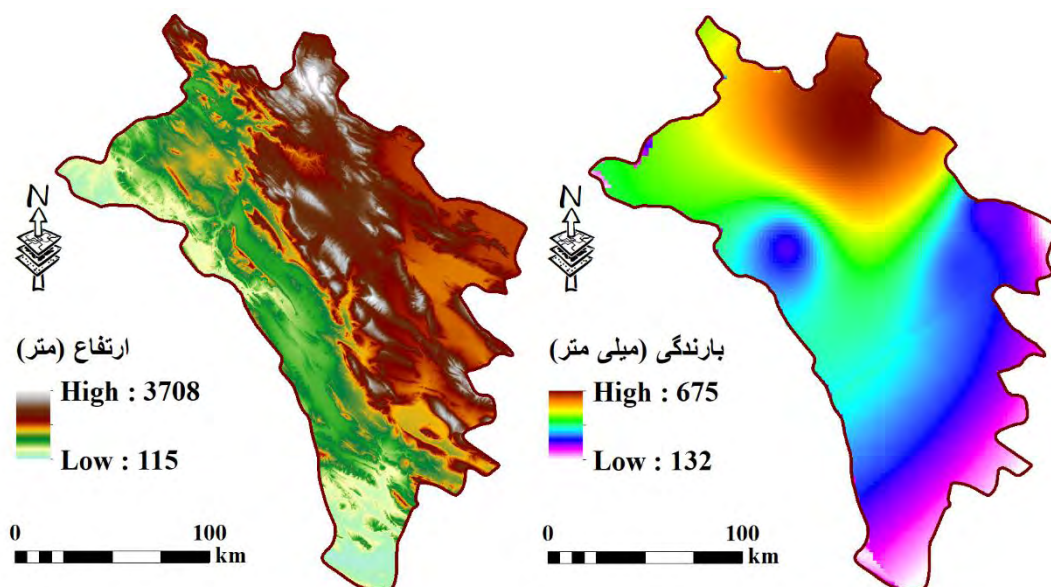 N
ارتفاع (متر)
High : 3708
Low : 115
0 100
km
N
بارندگی (میلی متر)
High : 675
Low : 132
0 100
km